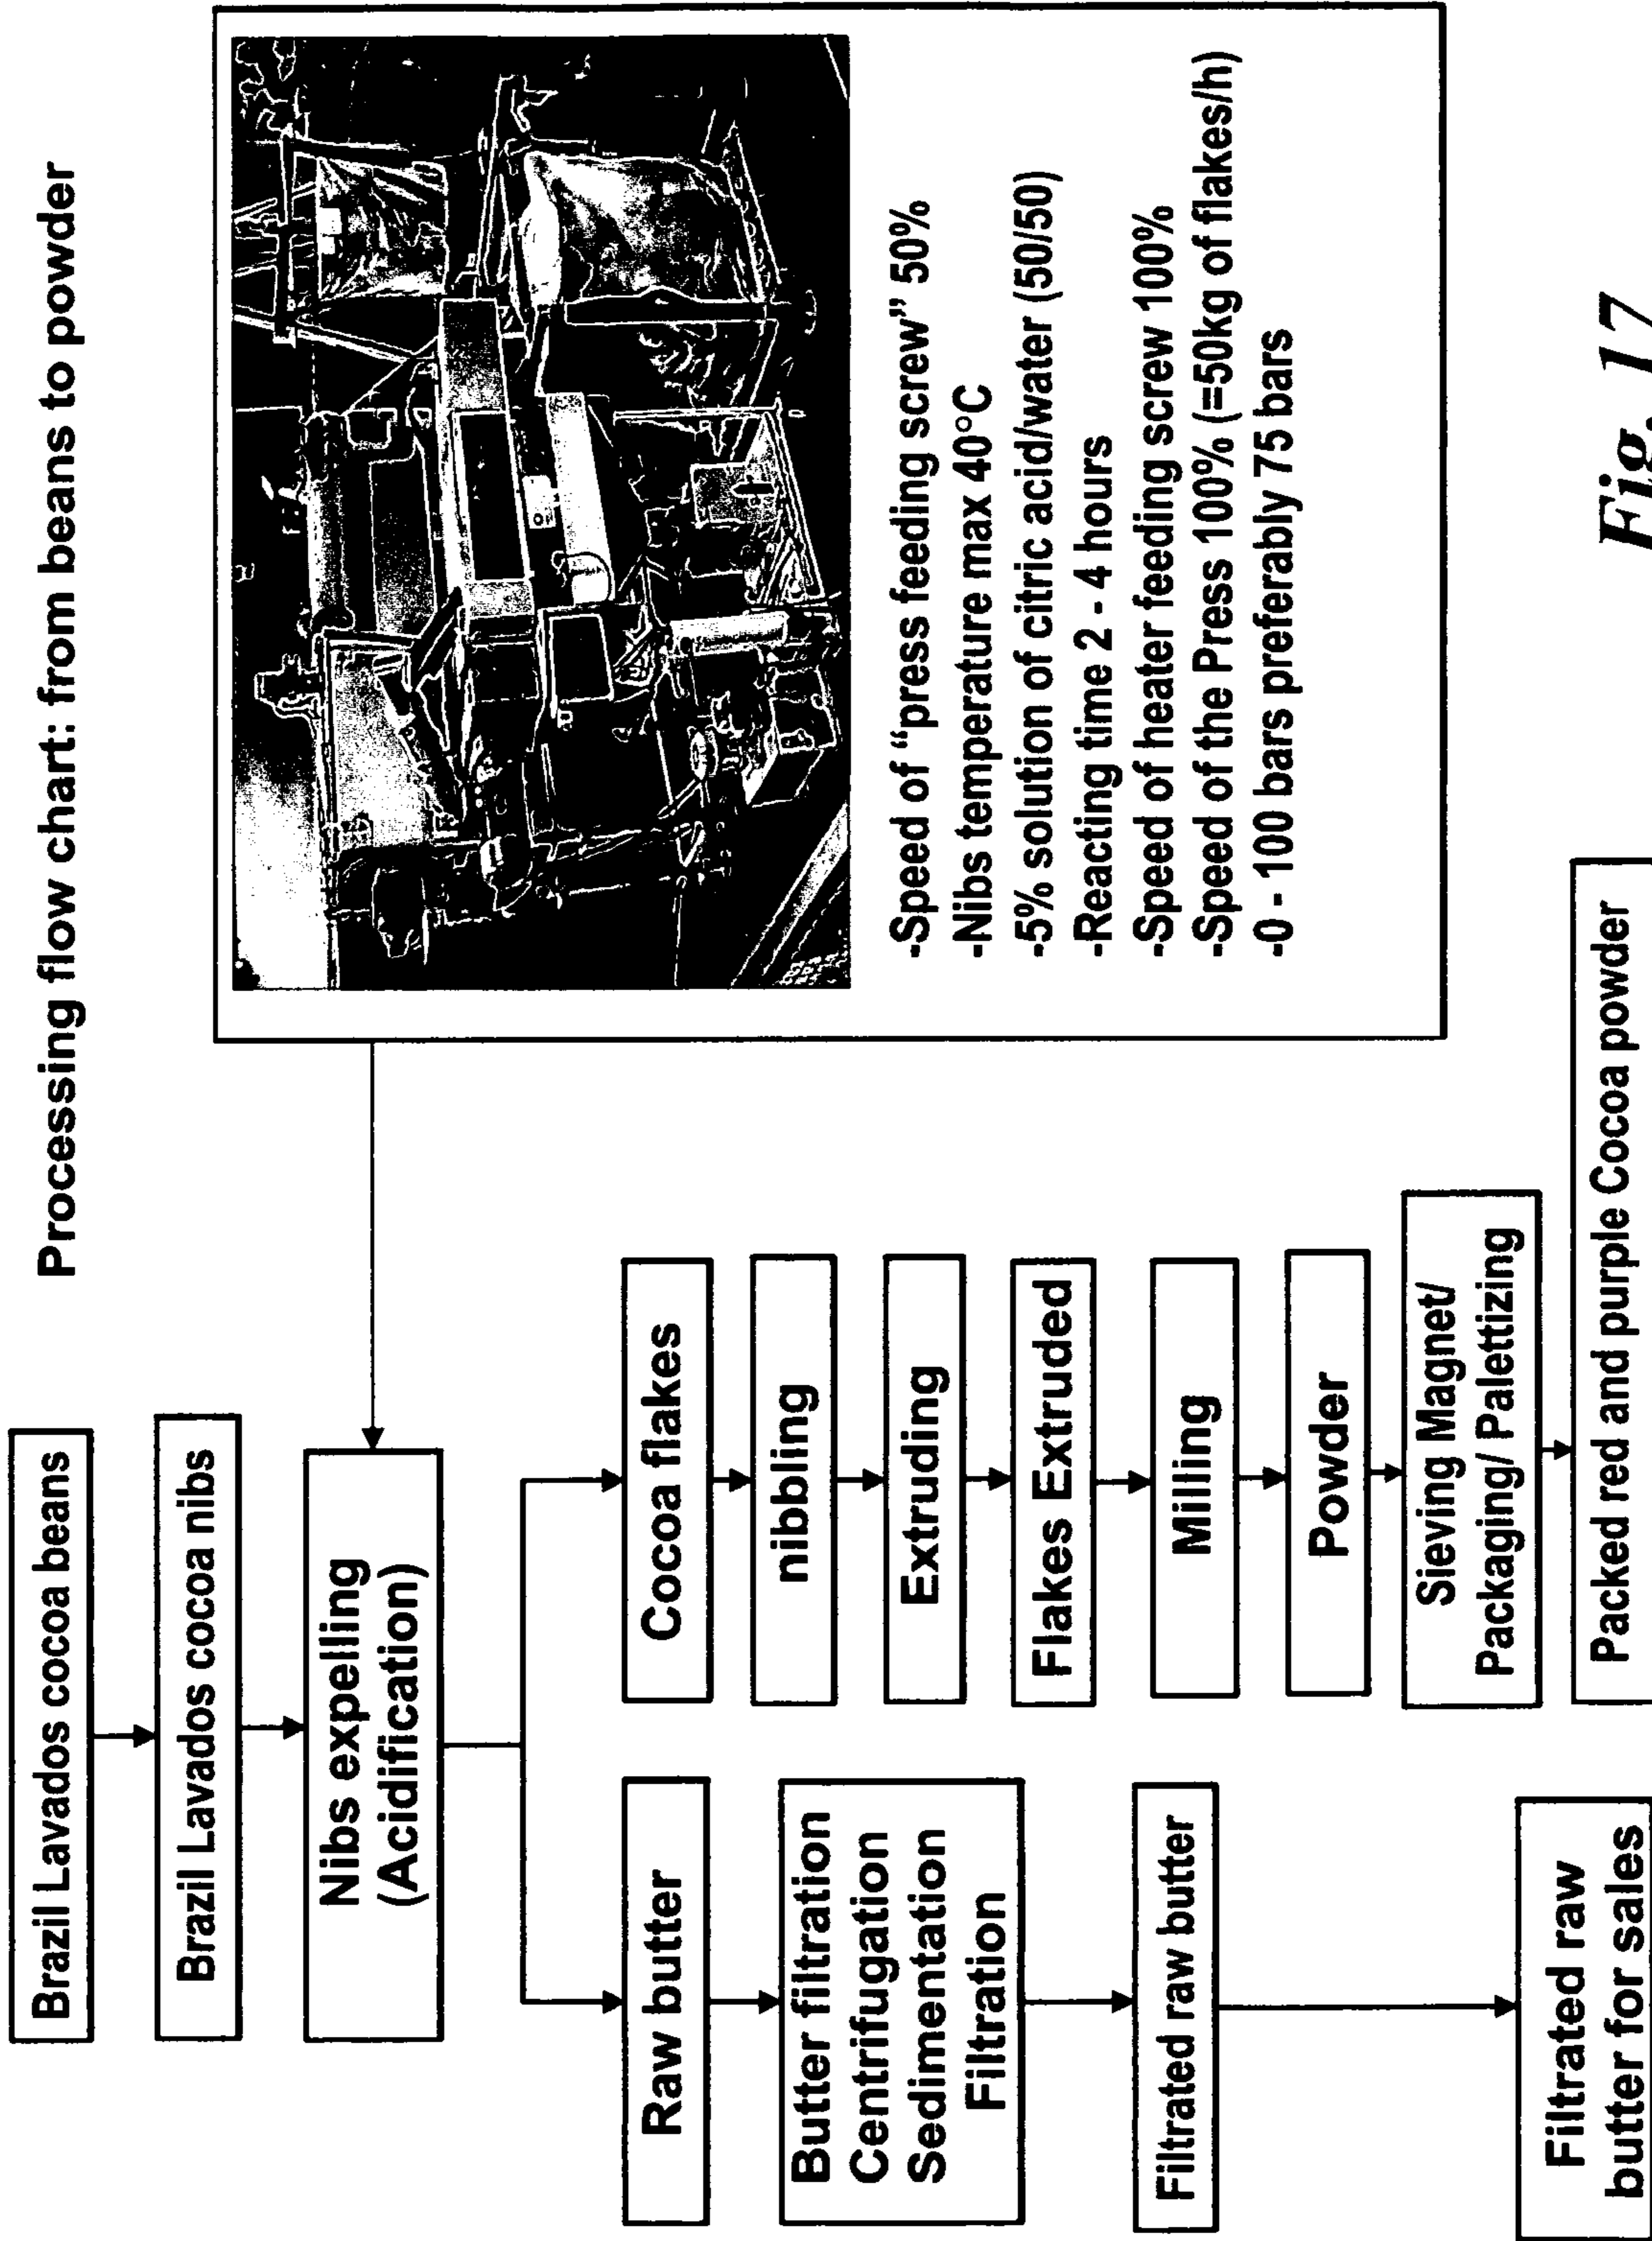 Processing flow chart: from beans to powder
Brazil Lavados cocoa beans
Brazil Lavados cocoa nibs
Nibs expelling
(Acidification)
Raw butter
Butter filtration
Centrifugation
Sedimentation
Filtration
Filtrated raw butter
Filtrated raw
butter for sales
Cocoa flakes
nibbling
Extruding
Flakes Extruded
Milling
Powder
Sieving Magnet/
Packaging/ Paletizing
Packed red and purple Cocoa powder
-Speed of “press feeding screw” 50%
-Nibs temperature max 40°C
-5% solution of citric acid/water (50/50)
-Reacting time 2 - 4 hours
-Speed of heater feeding screw 100%
-Speed of the Press 100% (=50kg of flakes/h)
-0 - 100 bars preferably 75 bars
Fig. 17